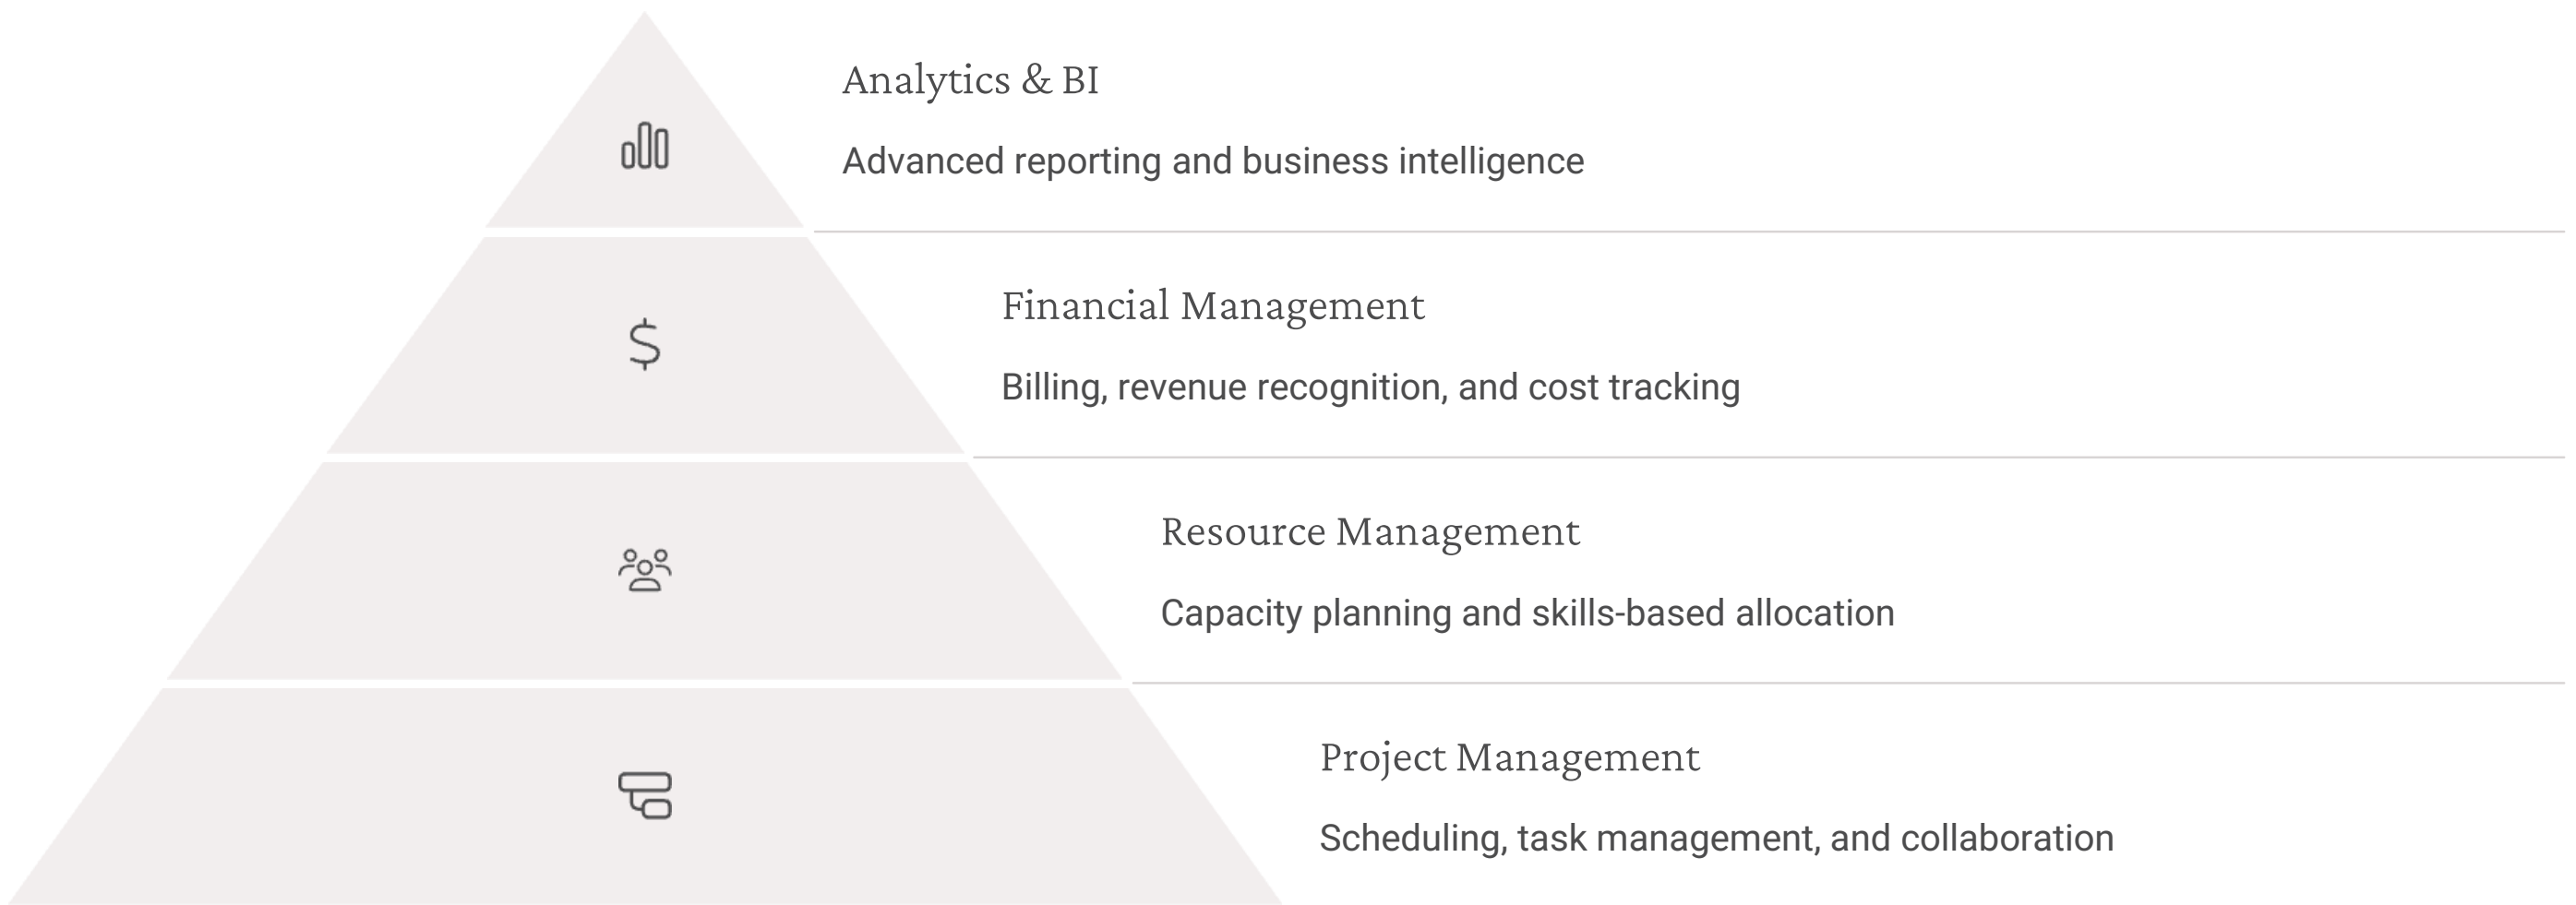 Analytics & BI
Advanced reporting and business intelligence
$
Financial Management
Billing, revenue recognition, and cost tracking
Resource Management
Capacity planning and skills-based allocation
Project Management
Scheduling, task management, and collaboration